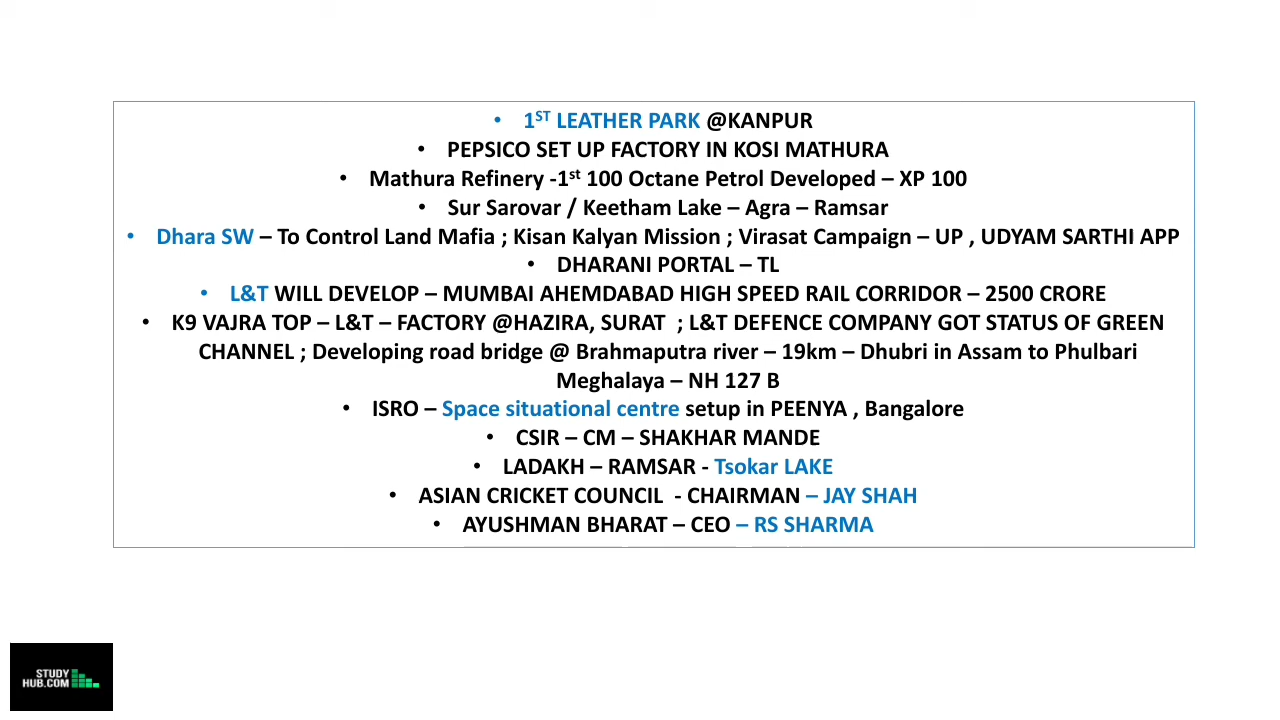 • 1ST LEATHER PARK @KANPUR
• PEPSICO SET UP FACTORY IN KOSI MATHURA
• Mathura Refinery -1st 100 Octane Petrol Developed – XP 100
• Sur Sarovar / Keetham Lake – Agra – Ramsar
• Dhara SW – To Control Land Mafia ; Kisan Kalyan Mission ; Virasat Campaign – UP , UDYAM SARTHI APP
• DHARANI PORTAL – TL
• L&T WILL DEVELOP – MUMBAI AHEMDABAD HIGH SPEED RAIL CORRIDOR – 2500 CRORE
• K9 VAJRA TOP – L&T – FACTORY @HAZIRA, SURAT ; L&T DEFENCE COMPANY GOT STATUS OF GREEN
CHANNEL ; Developing road bridge @ Brahmaputra river – 19km – Dhubri in Assam to Phulbari
Meghalaya – NH 127 B
• ISRO – Space situational centre setup in PEENYA , Bangalore
• CSIR – CM – SHAKHAR MANDE
• LADAKH – RAMSAR - Tsokar LAKE
• ASIAN CRICKET COUNCIL - CHAIRMAN – JAY SHAH
• AYUSHMAN BHARAT – CEO – RS SHARMA
STUDY
HUB.COM